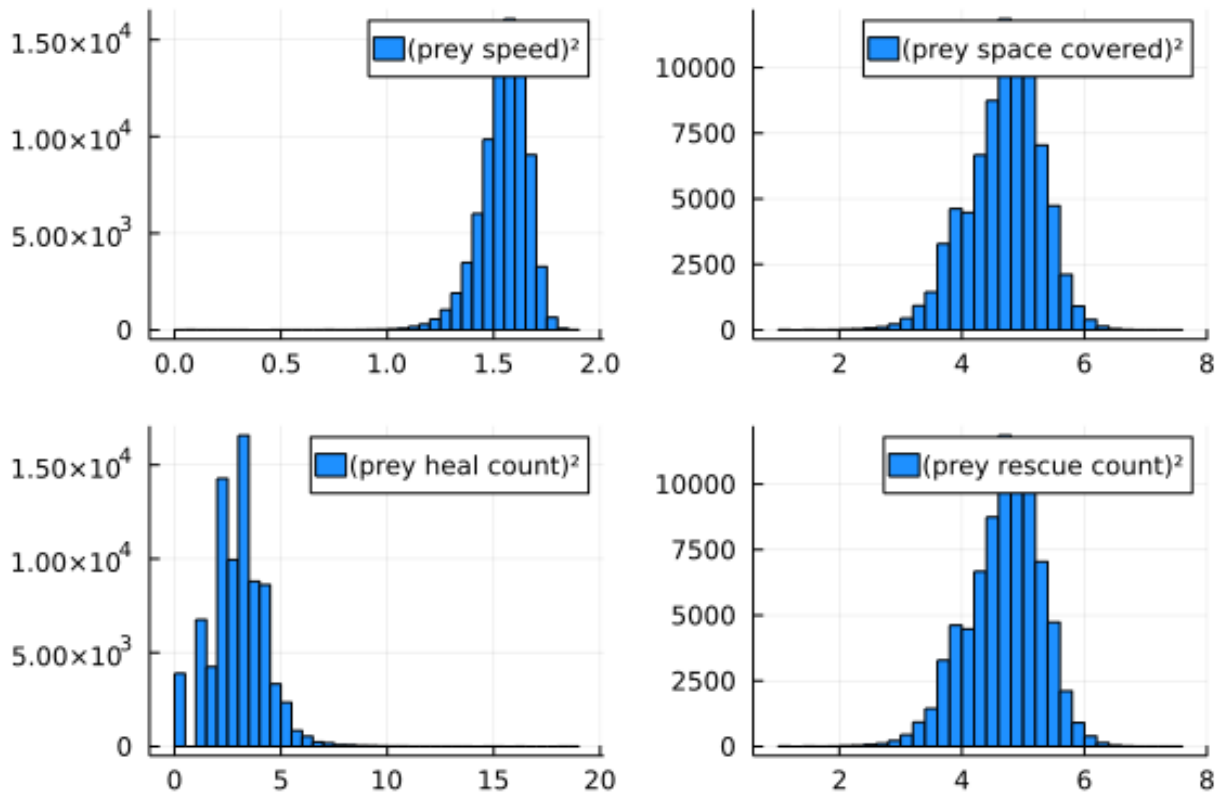 (prey speed)²
1.50×10⁴
1.00×10⁴
5.00×10³
0
0.0 0.5 1.0 1.5 2.0
(prey space covered)²
10000
7500
5000
2500
0
2 4 6 8
(prey heal count)²
1.50×10⁴
1.00×10⁴
5.00×10³
0
0 5 10 15 20
(prey rescue count)²
10000
7500
5000
2500
0
2 4 6 8